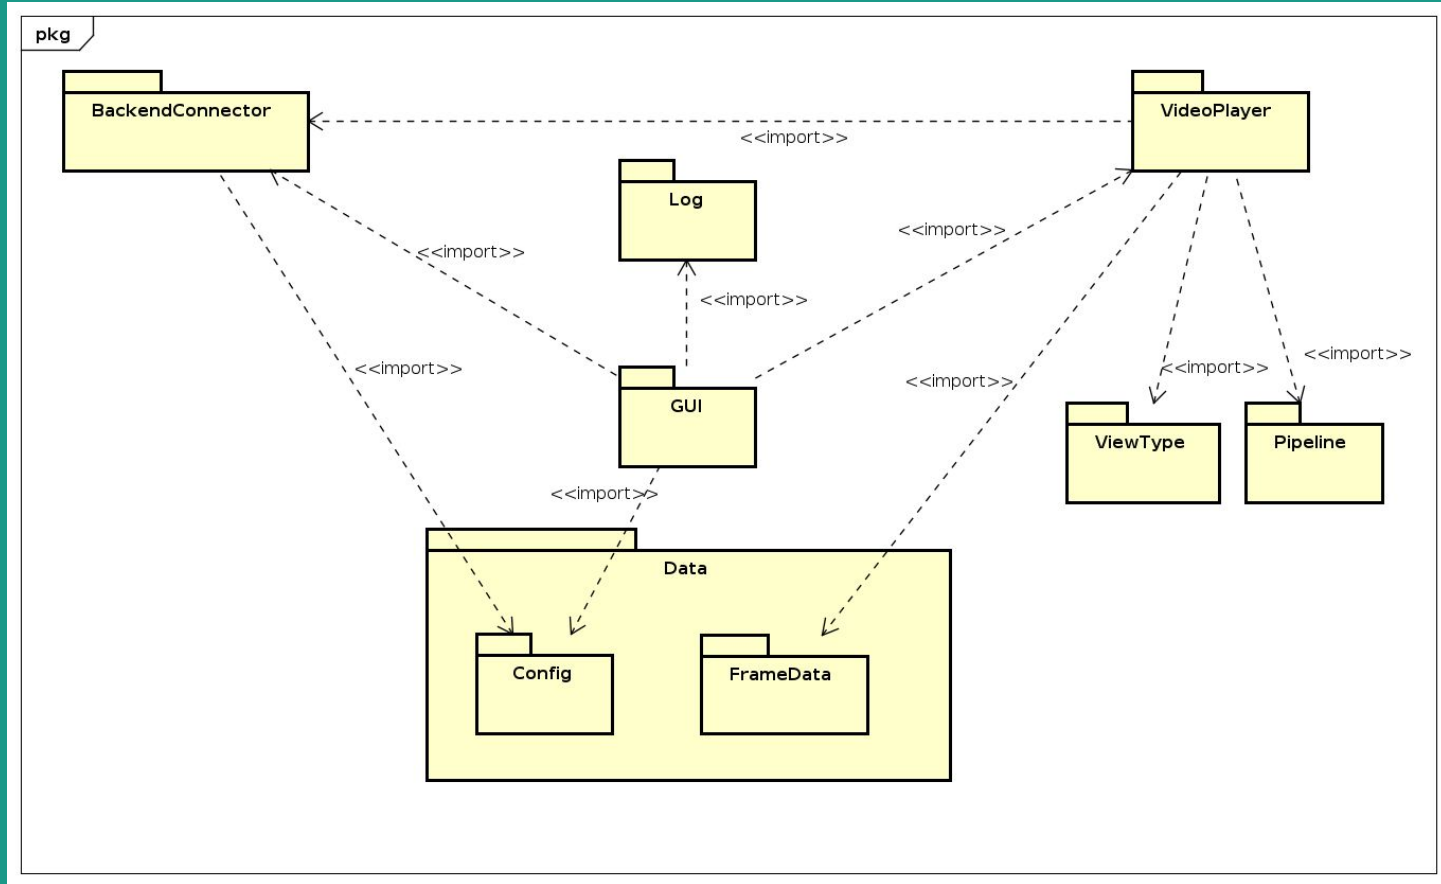 pkg
BackendConnector
VideoPlayer
<<import>>
Log
<<import>>
<<import>>
<<import>>
<<import>>
<<import>>
<<import>>
<<import>>
GUI
<<import>>
ViewType
Pipeline
<<import>>
Data
Config
FrameData